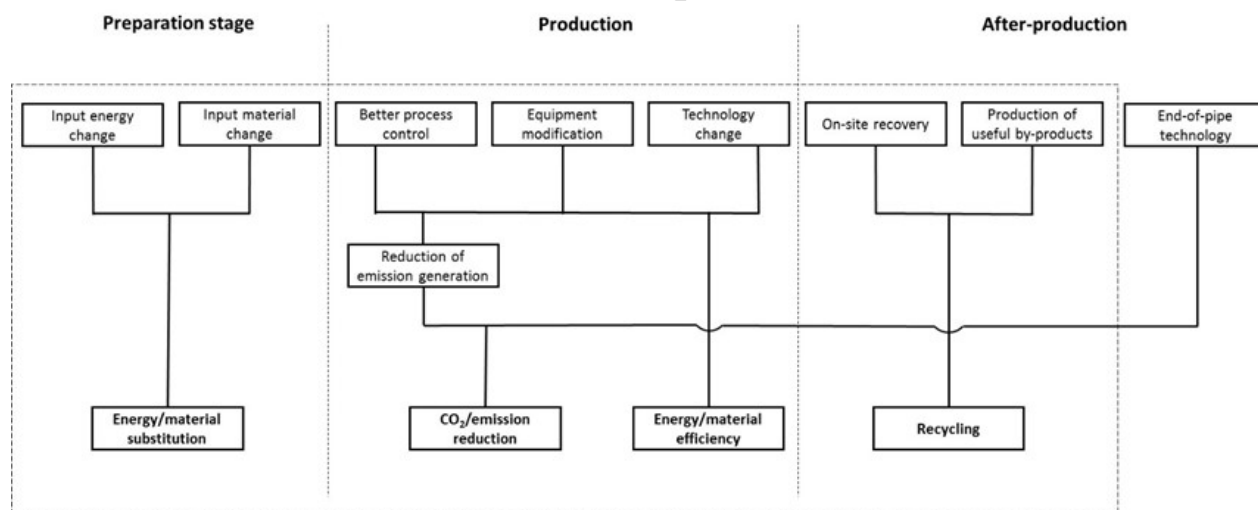 Preparation stage
Production
After-production
Input energy
change
Input material
change
Better process
control
Equipment
modification
Technology
change
On-site recovery
Production of
useful by-products
End-of-pipe
technology
Reduction of
emission generation
Energy/material
substitution
CO₂/emission
reduction
Energy/material
efficiency
Recycling